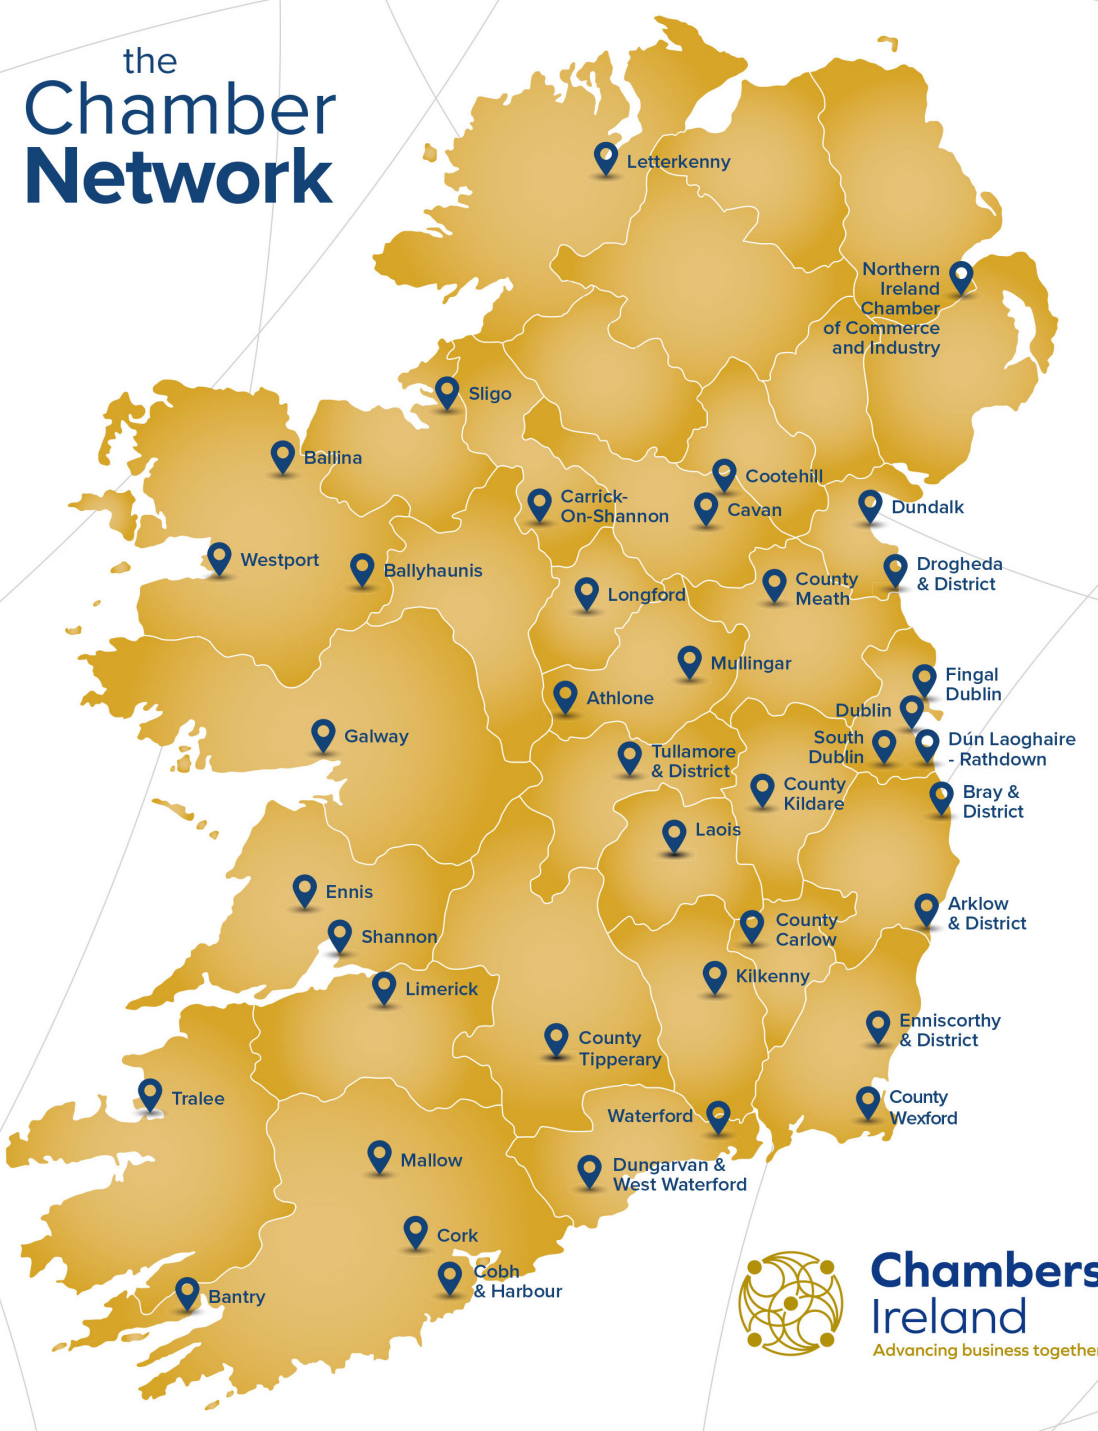 the
Chamber
Network
Letterkenny
Northern
Ireland
Chamber
of Commerce
and Industry
Sligo
Ballina
Cootehill
Carrick-
On-Shannon
Cavan
Dundalk
Westport
Ballyhaunis
Drogheda
& District
County
Meath
Longford
Mullingar
Fingal
Dublin
Athlone
Dublin
Galway
South
Dublin
Dún Laoghaire
- Rathdown
Tullamore
& District
County
Kildare
Bray &
District
Laois
Ennis
Arklow
& District
County
Carlow
Shannon
Kilkenny
Limerick
Enniscorthy
& District
County
Tipperary
Tralee
County
Wexford
Waterford
Mallow
Dungarvan &
West Waterford
Cork
Cobh
& Harbour
Bantry
Chambers
Ireland
Advancing business together